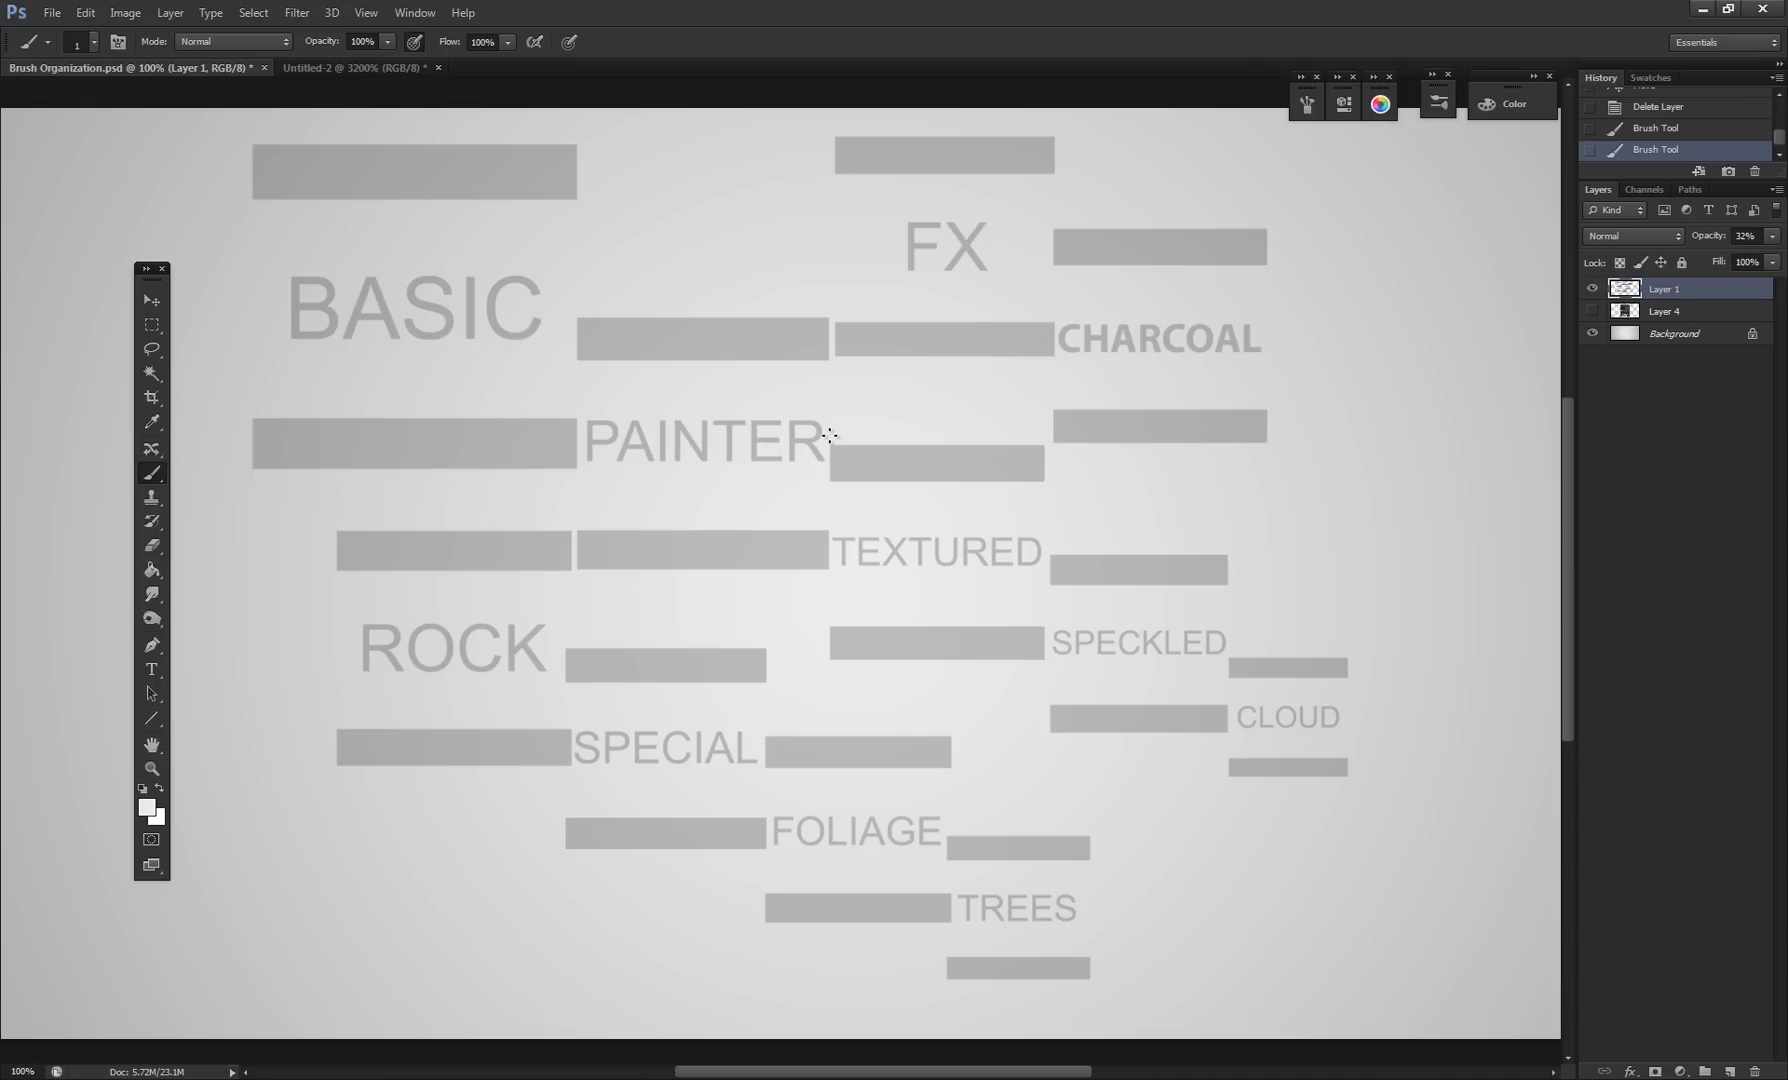 Ps File Edit Image Layer Type Select Filter 3D View Window Help
1 Mode: Normal Opacity: 100% Flow: 100% Essentials
Brush Organization.psd @ 100% (Layer 1, RGB/8) * × Untitled-2 @ 3200% (RGB/8) * ×
Color
History Swatches
Delete Layer
Brush Tool
Brush Tool
Layers Channels Paths
Kind
Normal Opacity: 32%
Lock: Fill: 100%
Layer 1
Layer 4
Background
FX
BASIC
CHARCOAL
PAINTER
TEXTURED
ROCK
SPECKLED
CLOUD
SPECIAL
FOLIAGE
TREES
100% Doc: 5.72M/23.1M